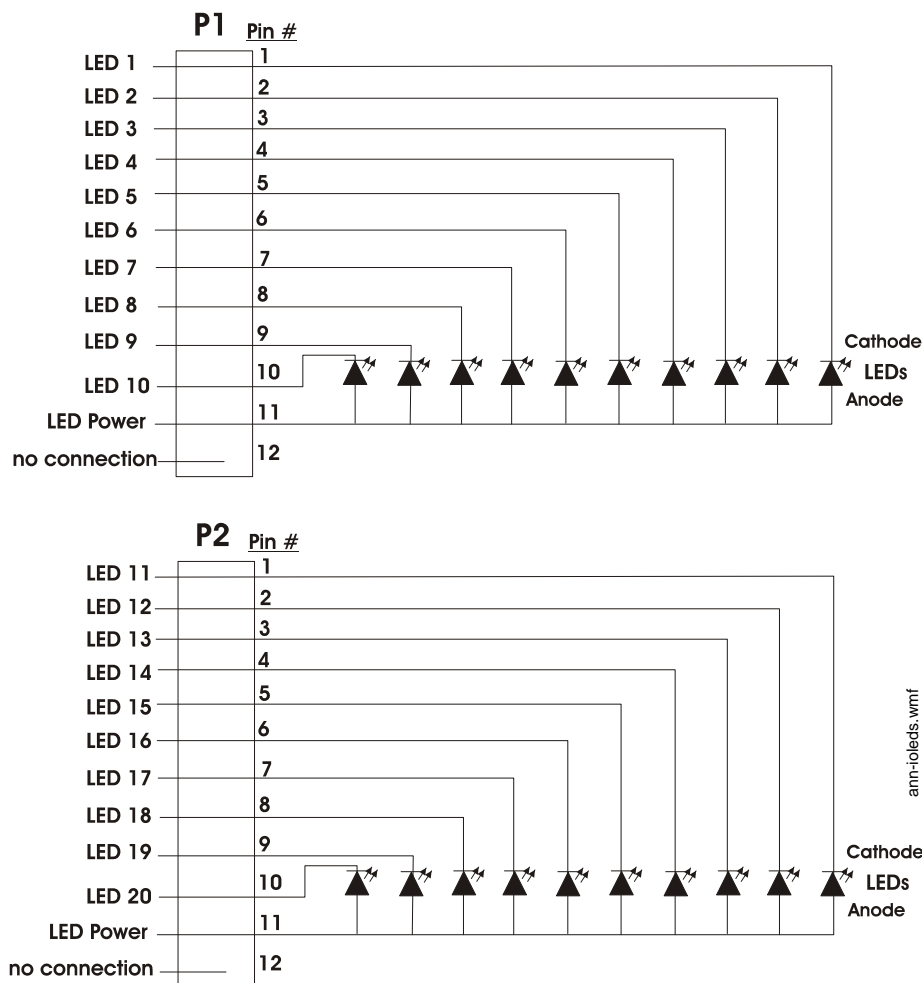 P1 Pin #
LED 1 1
LED 2 2
LED 3 3
LED 4 4
LED 5 5
LED 6 6
LED 7 7
LED 8 8
LED 9 9
Cathode
LED 10 10
LEDs
Anode
LED Power 11
no connection 12
P2 Pin #
LED 11 1
LED 12 2
LED 13 3
LED 14 4
LED 15 5
LED 16 6
LED 17 7
LED 18 8
LED 19 9
Cathode
LED 20 10
LEDs
Anode
LED Power 11
no connection 12
ann-ioleds.wmf